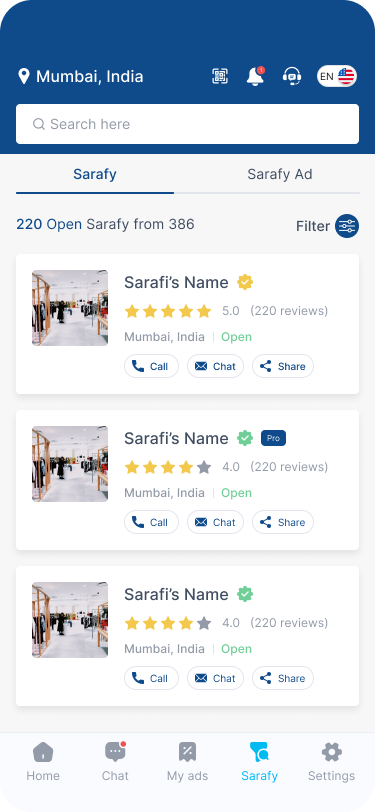 Mumbai, India
EN
Search here
Sarafy
Sarafy Ad
220 Open Sarafy from 386
Filter
Sarafi's Name
5.0 (220 reviews)
Mumbai, India Open
Call Chat Share
Sarafi's Name Pro
4.0 (220 reviews)
Mumbai, India Open
Call Chat Share
Sarafi's Name
4.0 (220 reviews)
Mumbai, India Open
Call Chat Share
Home Chat My ads Sarafy Settings